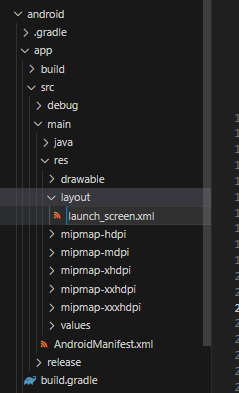 android
.gradle
app
build
src
debug
main
java
res
drawable
layout
launch_screen.xml
mipmap-hdpi
mipmap-mdpi
mipmap-xhdpi
mipmap-xxhdpi
mipmap-xxxhdpi
values
AndroidManifest.xml
release
build.gradle